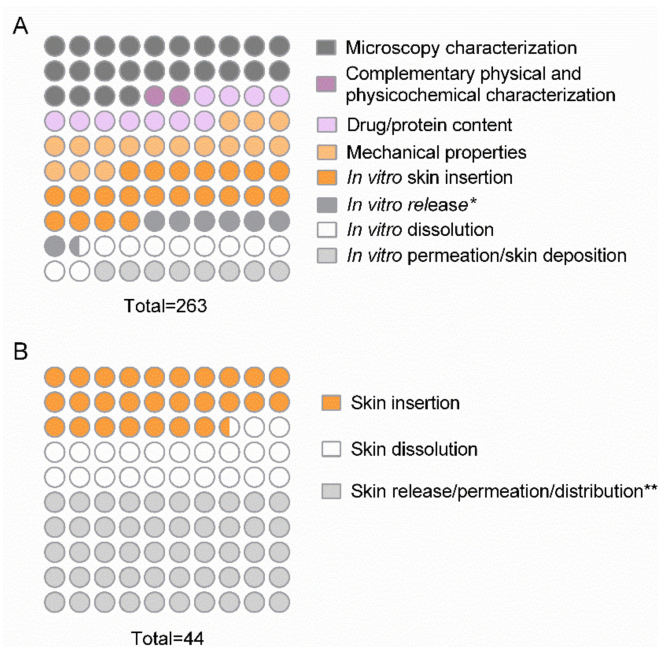 A
Microscopy characterization
Complementary physical and
physicochemical characterization
Drug/protein content
Mechanical properties
In vitro skin insertion
In vitro release*
In vitro dissolution
In vitro permeation/skin deposition
Total=263
B
Skin insertion
Skin dissolution
Skin release/permeation/distribution**
Total=44